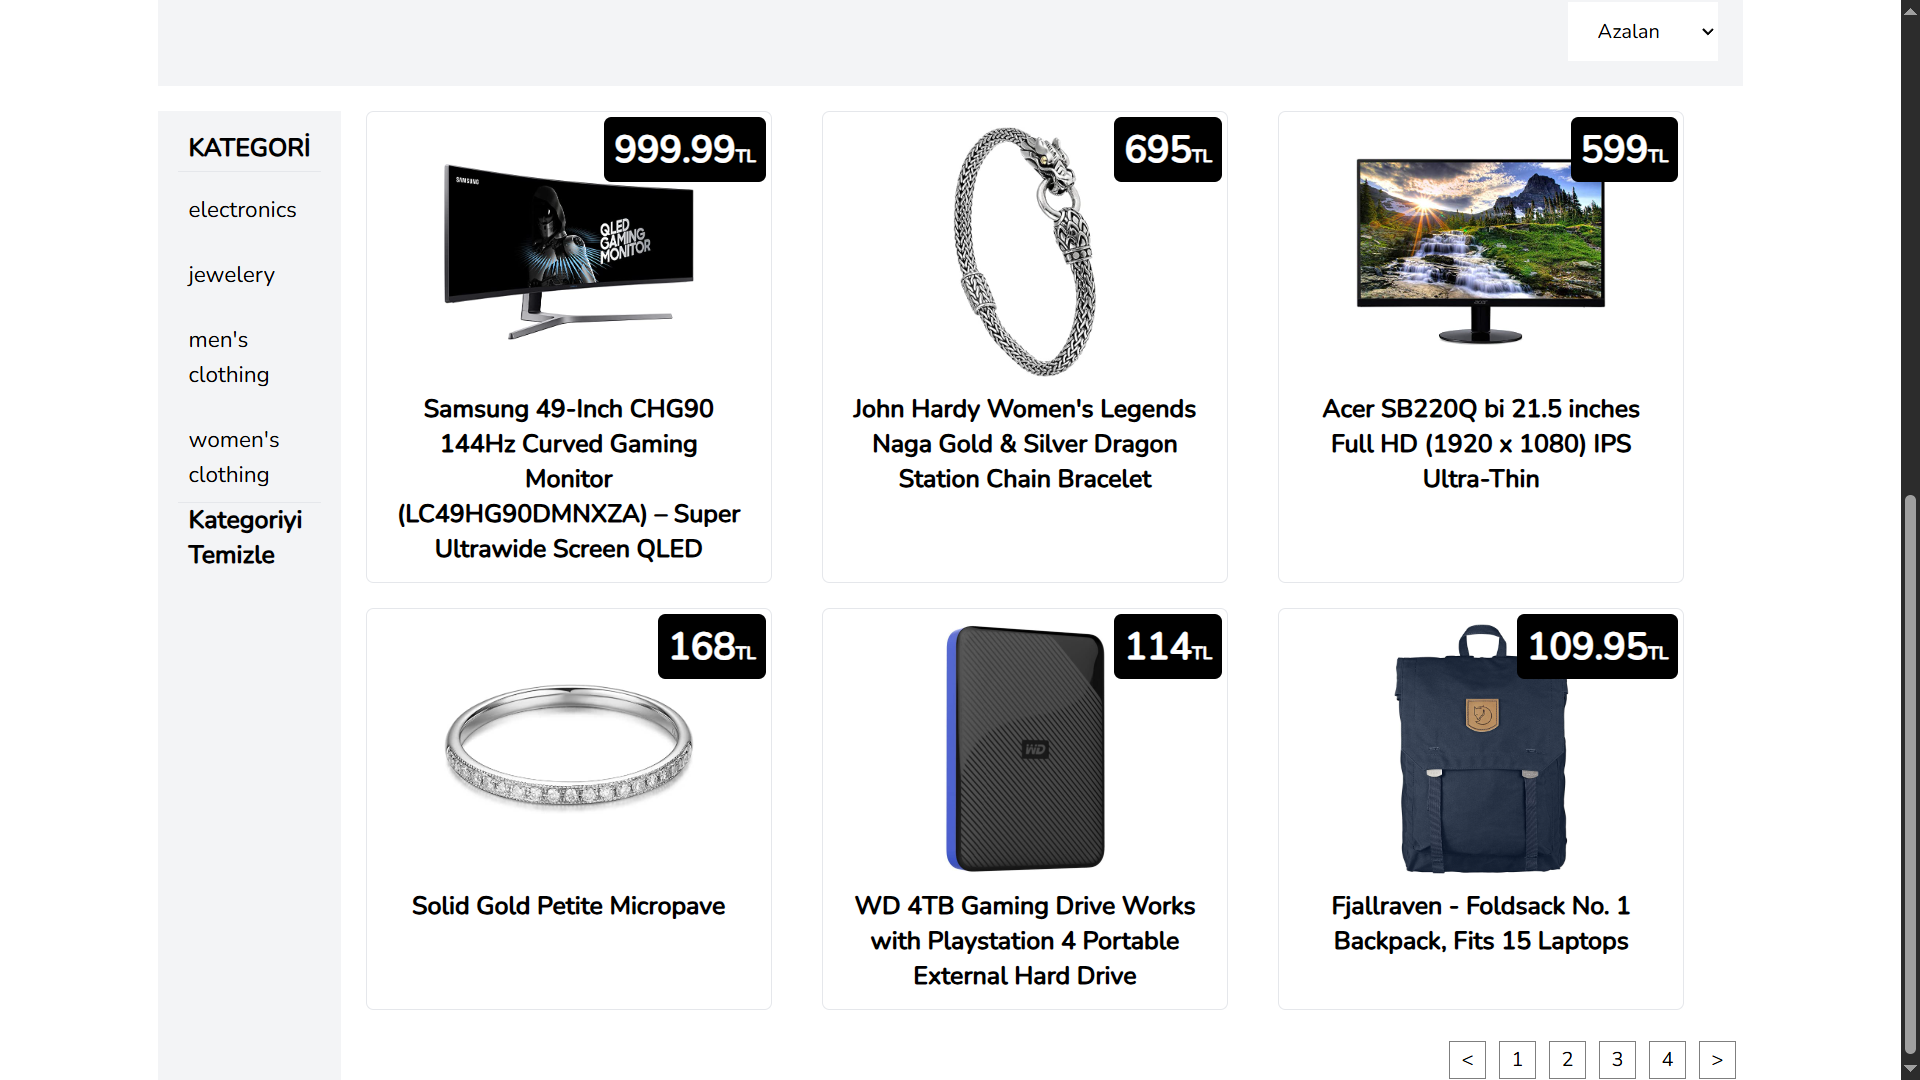 Azalan
KATEGORİ
electronics
jewelery
men's
clothing
women's
clothing
Kategoriyi
Temizle
999.99TL
SAMSUNG
QLED
GAMING
MONITOR
Samsung 49-Inch CHG90
144Hz Curved Gaming
Monitor
(LC49HG90DMNXZA) – Super
Ultrawide Screen QLED
695TL
John Hardy Women's Legends
Naga Gold & Silver Dragon
Station Chain Bracelet
599TL
acer
Acer SB220Q bi 21.5 inches
Full HD (1920 x 1080) IPS
Ultra-Thin
168TL
Solid Gold Petite Micropave
114TL
WD
WD 4TB Gaming Drive Works
with Playstation 4 Portable
External Hard Drive
109.95TL
Fjallraven - Foldsack No. 1
Backpack, Fits 15 Laptops
< 1 2 3 4 >